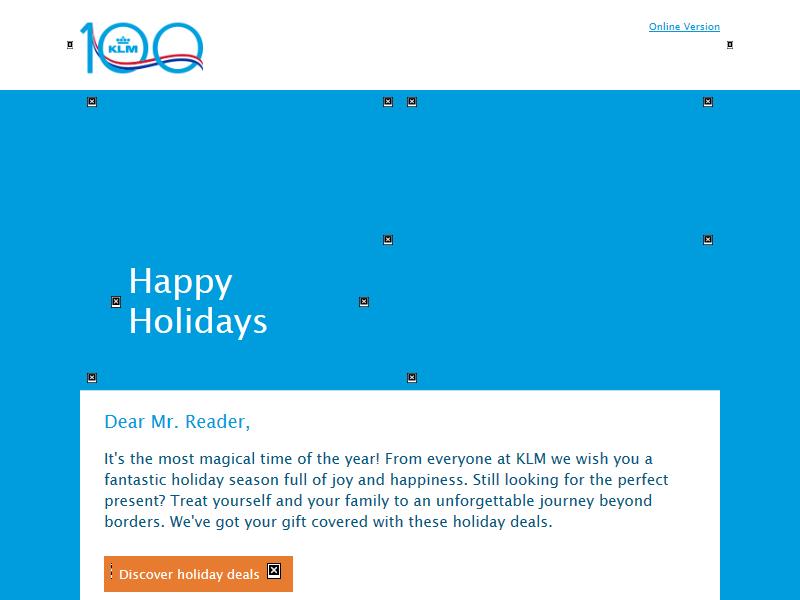 100
KLM
Online Version
Happy
Holidays
Dear Mr. Reader,
It's the most magical time of the year! From everyone at KLM we wish you a
fantastic holiday season full of joy and happiness. Still looking for the perfect
present? Treat yourself and your family to an unforgettable journey beyond
borders. We've got your gift covered with these holiday deals.
Discover holiday deals